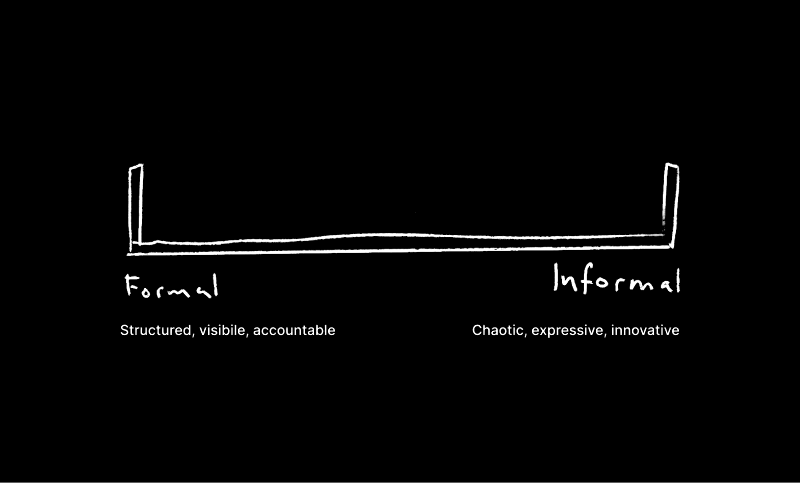 Formal
Informal
Structured, visibile, accountable
Chaotic, expressive, innovative